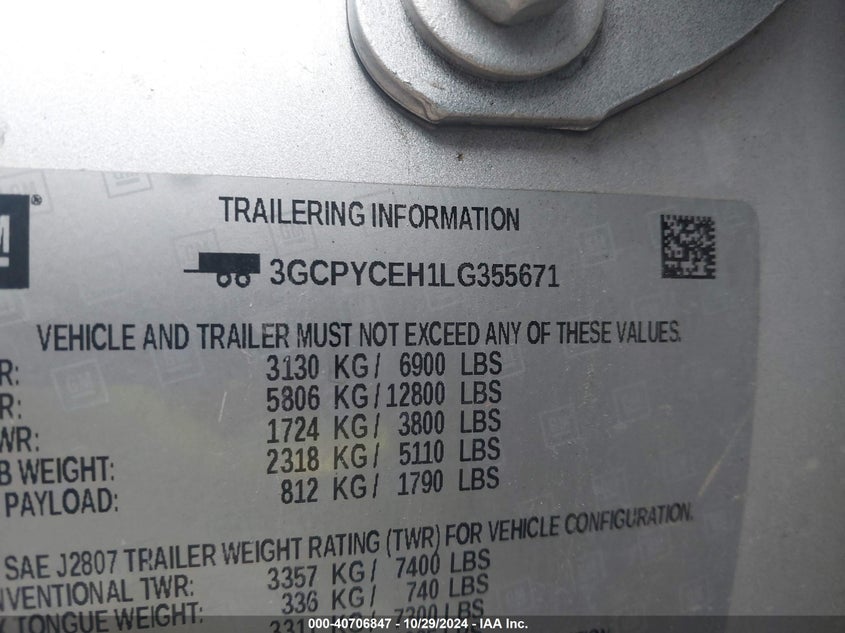 ®
TRAILERING INFORMATION
3GCPYCEH1LG355671
VEHICLE AND TRAILER MUST NOT EXCEED ANY OF THESE VALUES.
R: 3130 KG/ 6900 LBS
R: 5806 KG/12800 LBS
WR: 1724 KG/ 3800 LBS
B WEIGHT: 2318 KG/ 5110 LBS
PAYLOAD: 812 KG/ 1790 LBS
SAE J2807 TRAILER WEIGHT RATING (TWR) FOR VEHICLE CONFIGURATION.
NVENTIONAL TWR: 3357 KG/ 7400 LBS
TONGUE WEIGHT: 336 KG/ 740 LBS
000-40706847 - 10/29/2024 - IAA Inc.